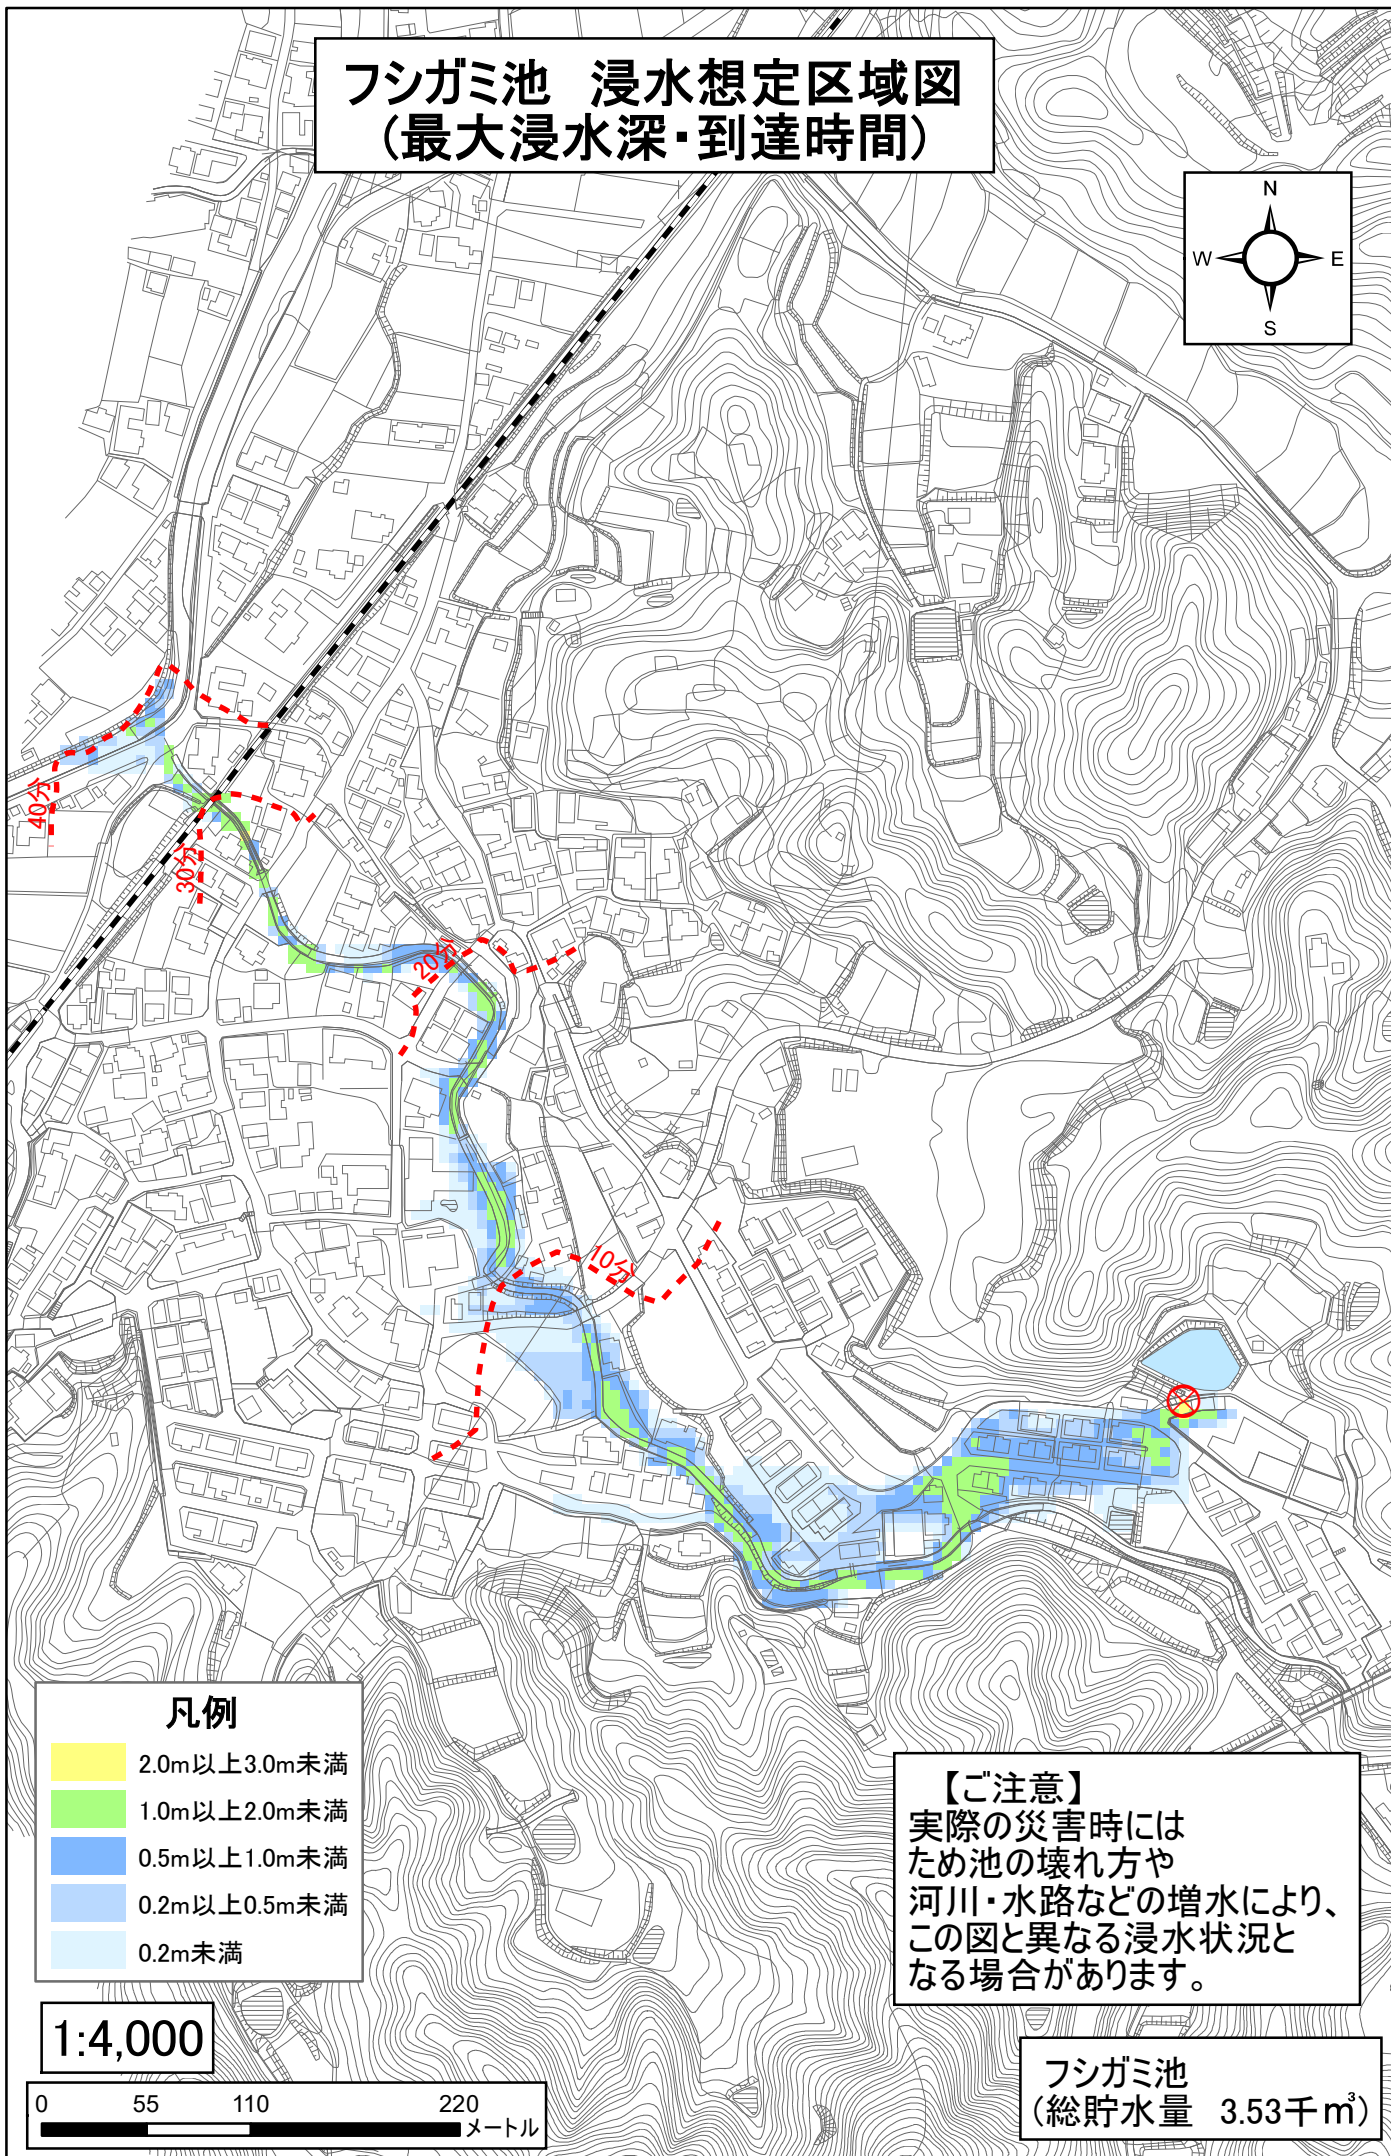 フシガミ池　浸水想定区域図
(最大浸水深・到達時間)
N
W
E
S
40分
30分
20分
10分
凡例
2.0m以上3.0m未満
1.0m以上2.0m未満
0.5m以上1.0m未満
0.2m以上0.5m未満
0.2m未満
【ご注意】
実際の災害時には
ため池の壊れ方や
河川・水路などの増水により、
この図と異なる浸水状況と
なる場合があります。
1:4,000
0 55 110 220
メートル
フシガミ池
(総貯水量　3.53千㎥)